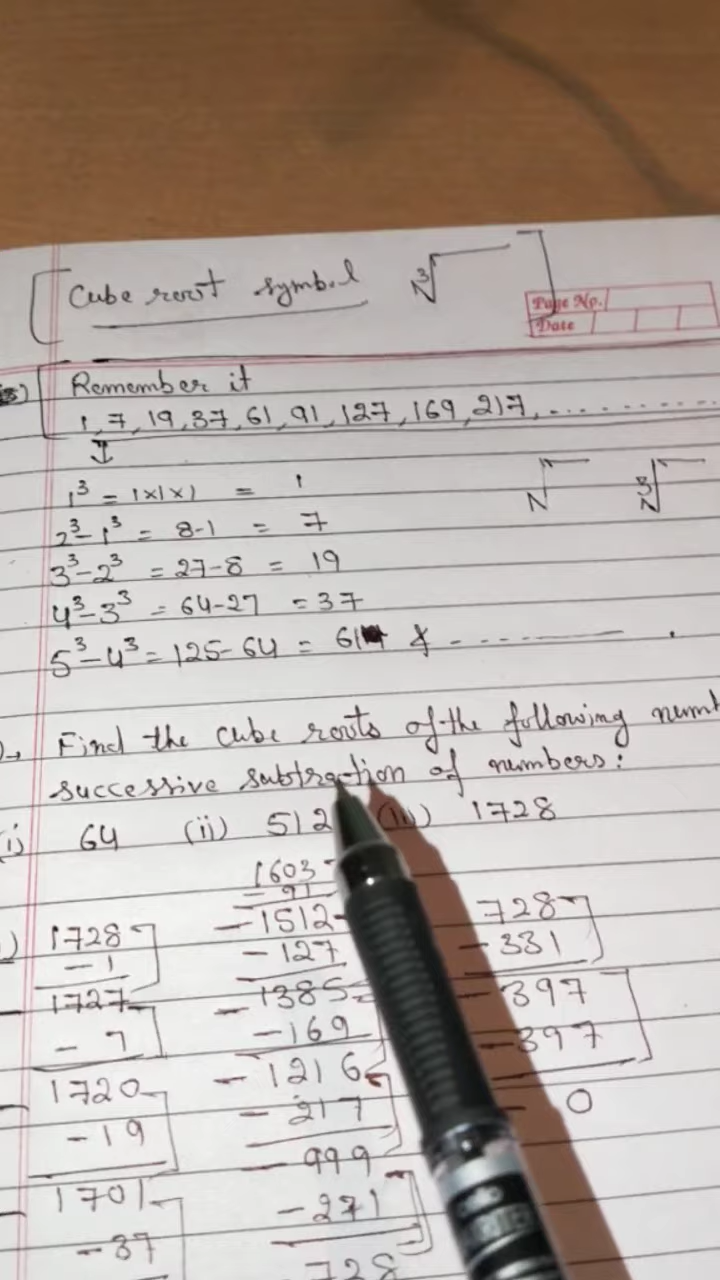 [Cube root symbol ∛ ]
Page No.
Date
Remember it
1, 7, 19, 37, 61, 91, 127, 169, 217, ..........
1³ = 1×1×1 = 1
√ ∛
2³-1³ = 8-1 = 7
3³-2³ = 27-8 = 19
4³-3³ = 64-27 = 37
5³-4³ = 125-64 = 61
Find the cube roots of the following
successive subtraction of numbers:
(i) 64 (ii) 512 1728
1728
-1
1727
-7
1720
-19
1701
-37
1603
-91
-1512
-127
-1385
-169
-1216
-217
-999
-271
728
728
-331
-397
-397
-0